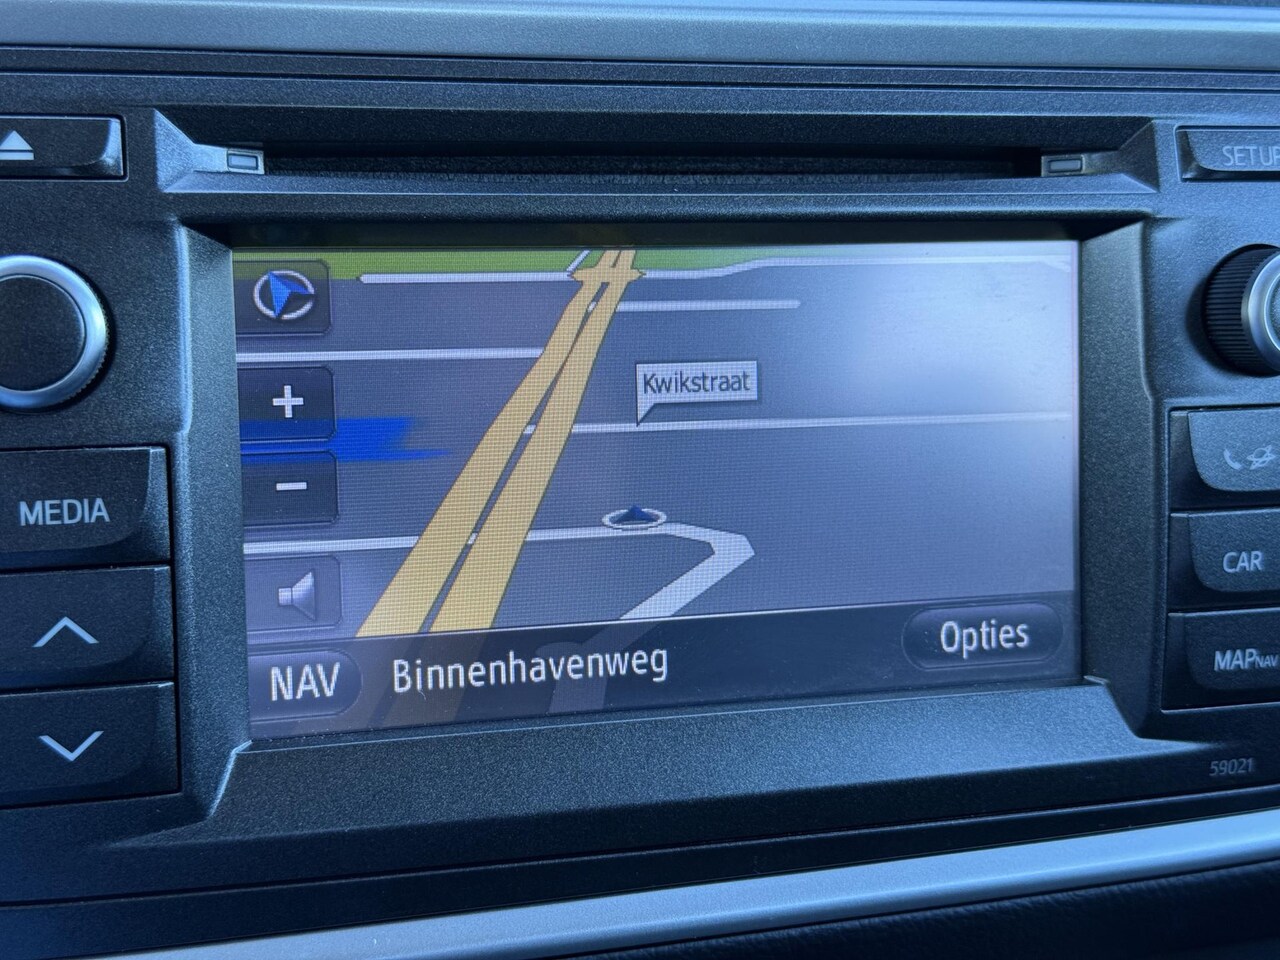 SETUP
Kwikstraat
MEDIA
CAR
MAPNAV
NAV
Binnenhavenweg
Opties
59021